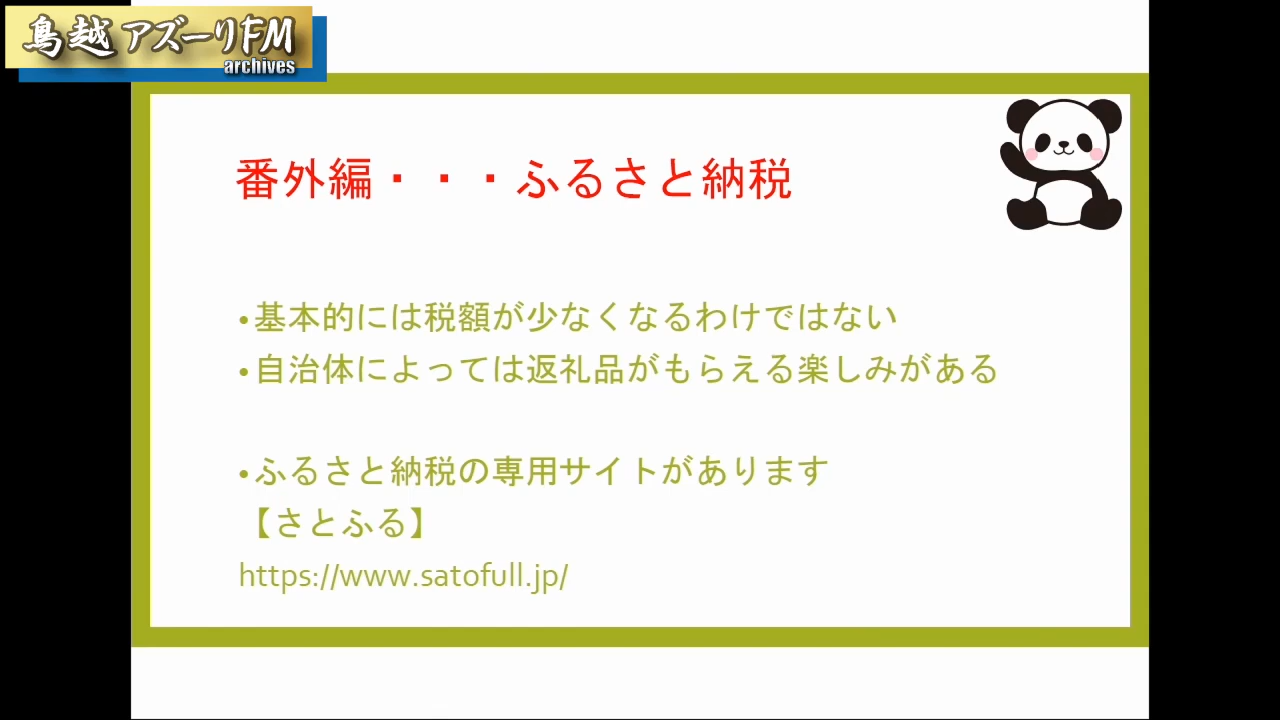 鳥越アズーリFM
archives
番外編・・・ふるさと納税
•基本的には税額が少なくなるわけではない
•自治体によっては返礼品がもらえる楽しみがある
•ふるさと納税の専用サイトがあります
【さとふる】
https://www.satofull.jp/